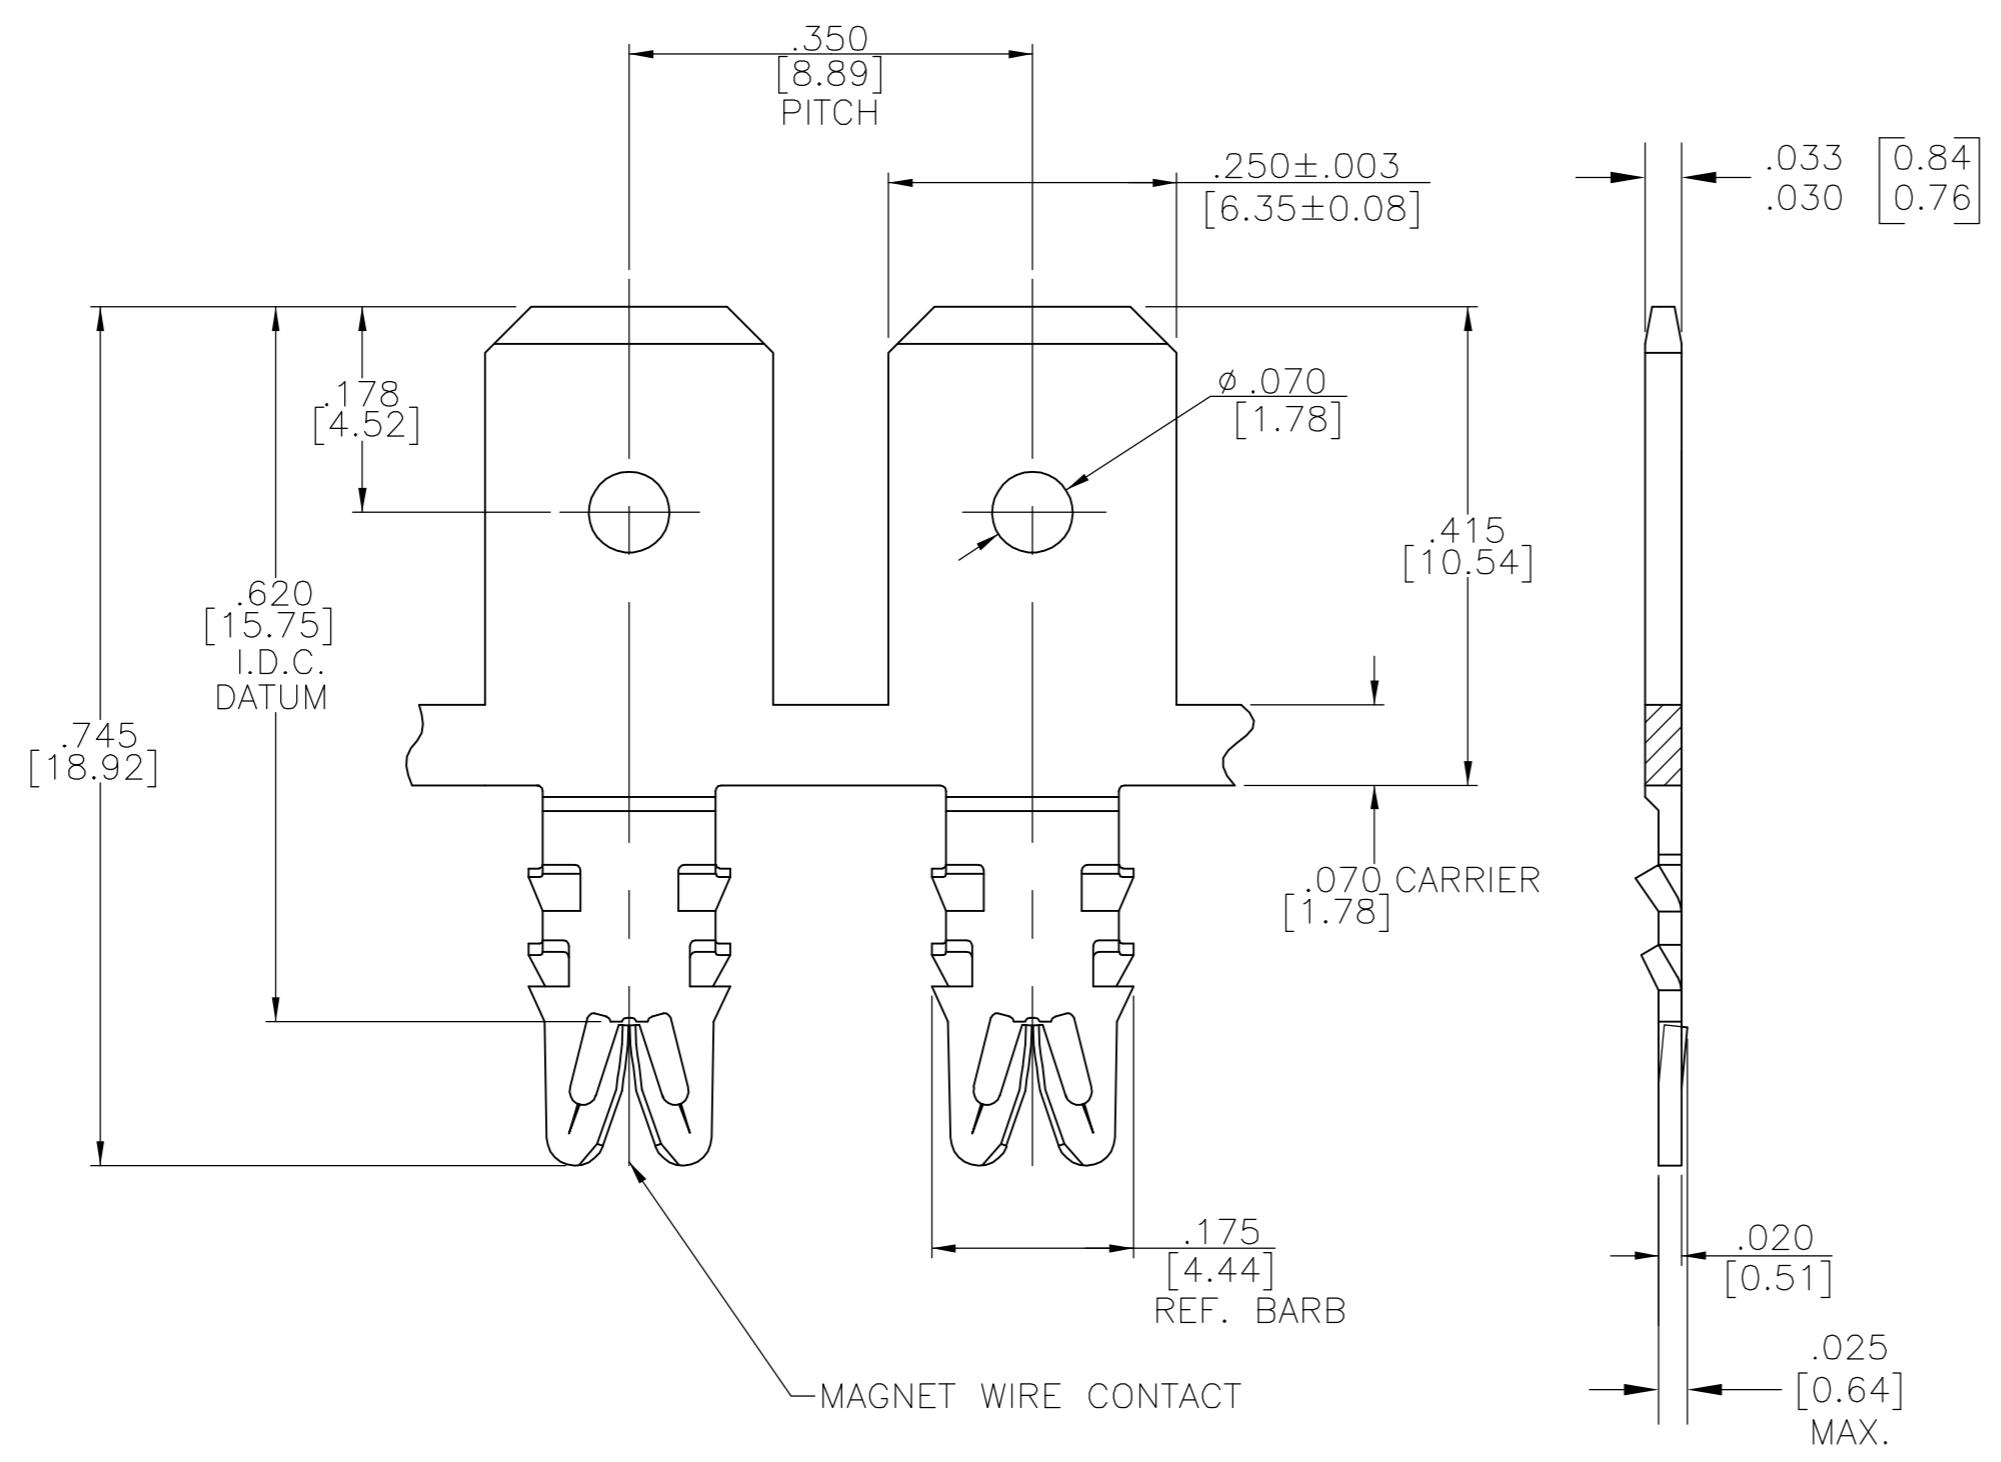 .350
[8.89]
PITCH
.250±.003
[6.35±0.08]
.033 [0.84]
.030 [0.76]
.178
[4.52]
ø .070
[1.78]
.415
[10.54]
.620
[15.75]
I.D.C.
DATUM
.745
[18.92]
.070 CARRIER
[1.78]
.175
[4.44]
REF. BARB
.020
[0.51]
.025
[0.64]
MAX.
MAGNET WIRE CONTACT